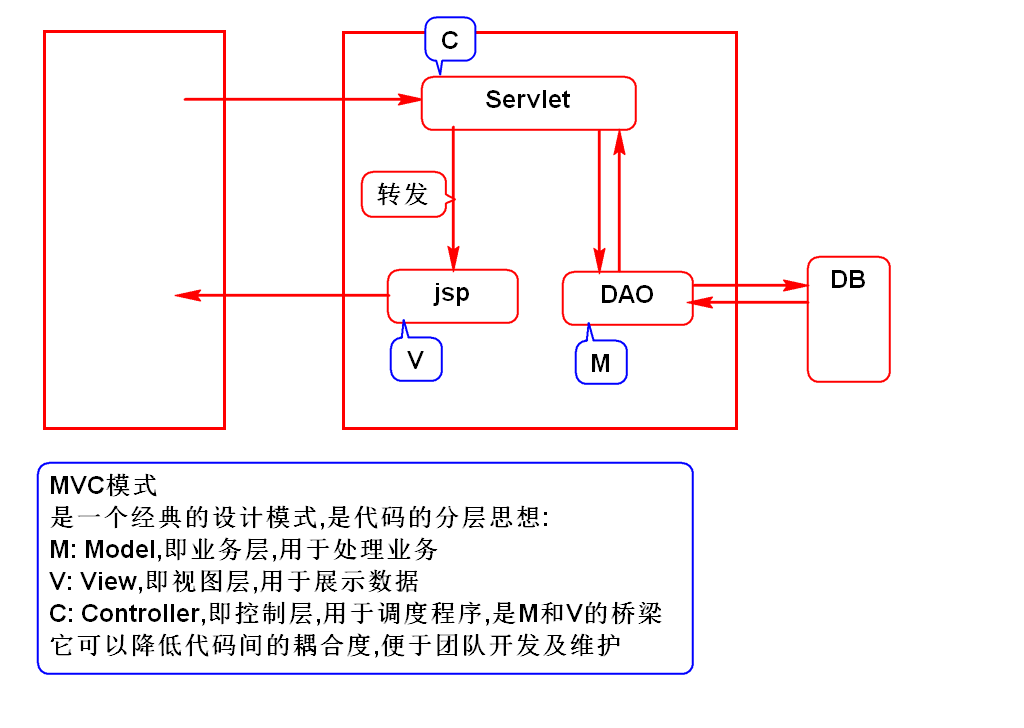 C
Servlet
转发
jsp
DAO
DB
V
M
MVC模式
是一个经典的设计模式,是代码的分层思想:
M: Model,即业务层,用于处理业务
V: View,即视图层,用于展示数据
C: Controller,即控制层,用于调度程序,是M和V的桥梁
它可以降低代码间的耦合度,便于团队开发及维护